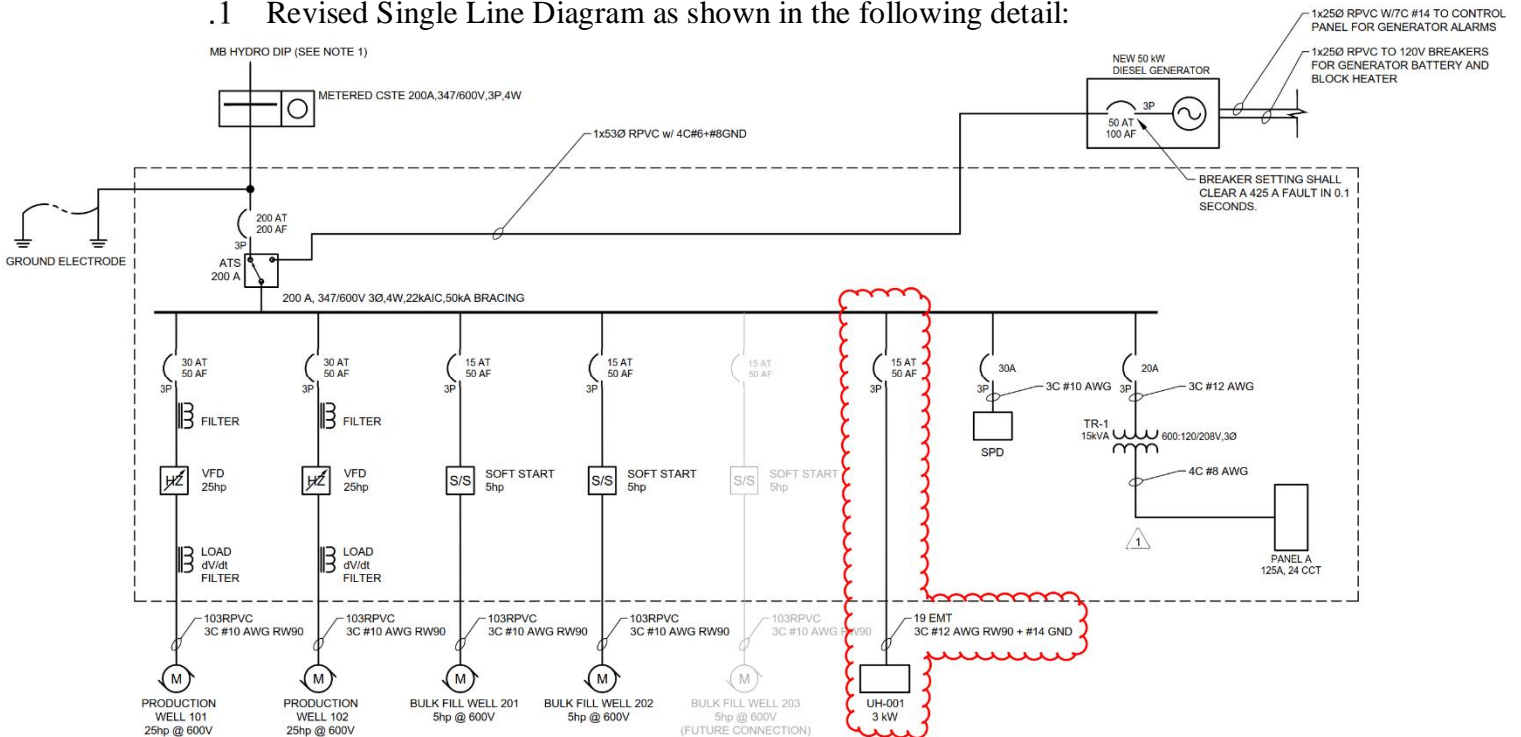 .1 Revised Single Line Diagram as shown in the following detail:
1x25Ø RPVC W/7C #14 TO CONTROL
PANEL FOR GENERATOR ALARMS
1x25Ø RPVC TO 120V BREAKERS
FOR GENERATOR BATTERY AND
BLOCK HEATER
MB HYDRO DIP (SEE NOTE 1)
METERED CSTE 200A,347/600V,3P,4W
NEW 50 kW
DIESEL GENERATOR
3P
50 AT
100 AF
1x53Ø RPVC w/ 4C#6+#8GND
BREAKER SETTING SHALL
CLEAR A 425 A FAULT IN 0.1
SECONDS.
GROUND ELECTRODE
200 AT
200 AF
3P
ATS
200 A
200 A, 347/600V 3Ø,4W,22kAIC,50kA BRACING
30 AT
50 AF
3P
FILTER
HZ
VFD
25hp
LOAD
dV/dt
FILTER
103RPVC
3C #10 AWG RW90
M
PRODUCTION
WELL 101
25hp @ 600V
30 AT
50 AF
3P
FILTER
HZ
VFD
25hp
LOAD
dV/dt
FILTER
103RPVC
3C #10 AWG RW90
M
PRODUCTION
WELL 102
25hp @ 600V
15 AT
50 AF
3P
S/S
SOFT START
5hp
103RPVC
3C #10 AWG RW90
M
BULK FILL WELL 201
5hp @ 600V
15 AT
50 AF
3P
S/S
SOFT START
5hp
103RPVC
3C #10 AWG RW90
M
BULK FILL WELL 202
5hp @ 600V
15 AT
50 AF
3P
S/S
SOFT START
5hp
103RPVC
3C #10 AWG RW90
M
BULK FILL WELL 203
5hp @ 600V
(FUTURE CONNECTION)
15 AT
50 AF
3P
19 EMT
3C #12 AWG RW90 + #14 GND
UH-001
3 kW
30A
3P
3C #10 AWG
SPD
20A
3P
3C #12 AWG
TR-1
15kVA
600:120/208V,3Ø
4C #8 AWG
1
PANEL A
125A, 24 CCT